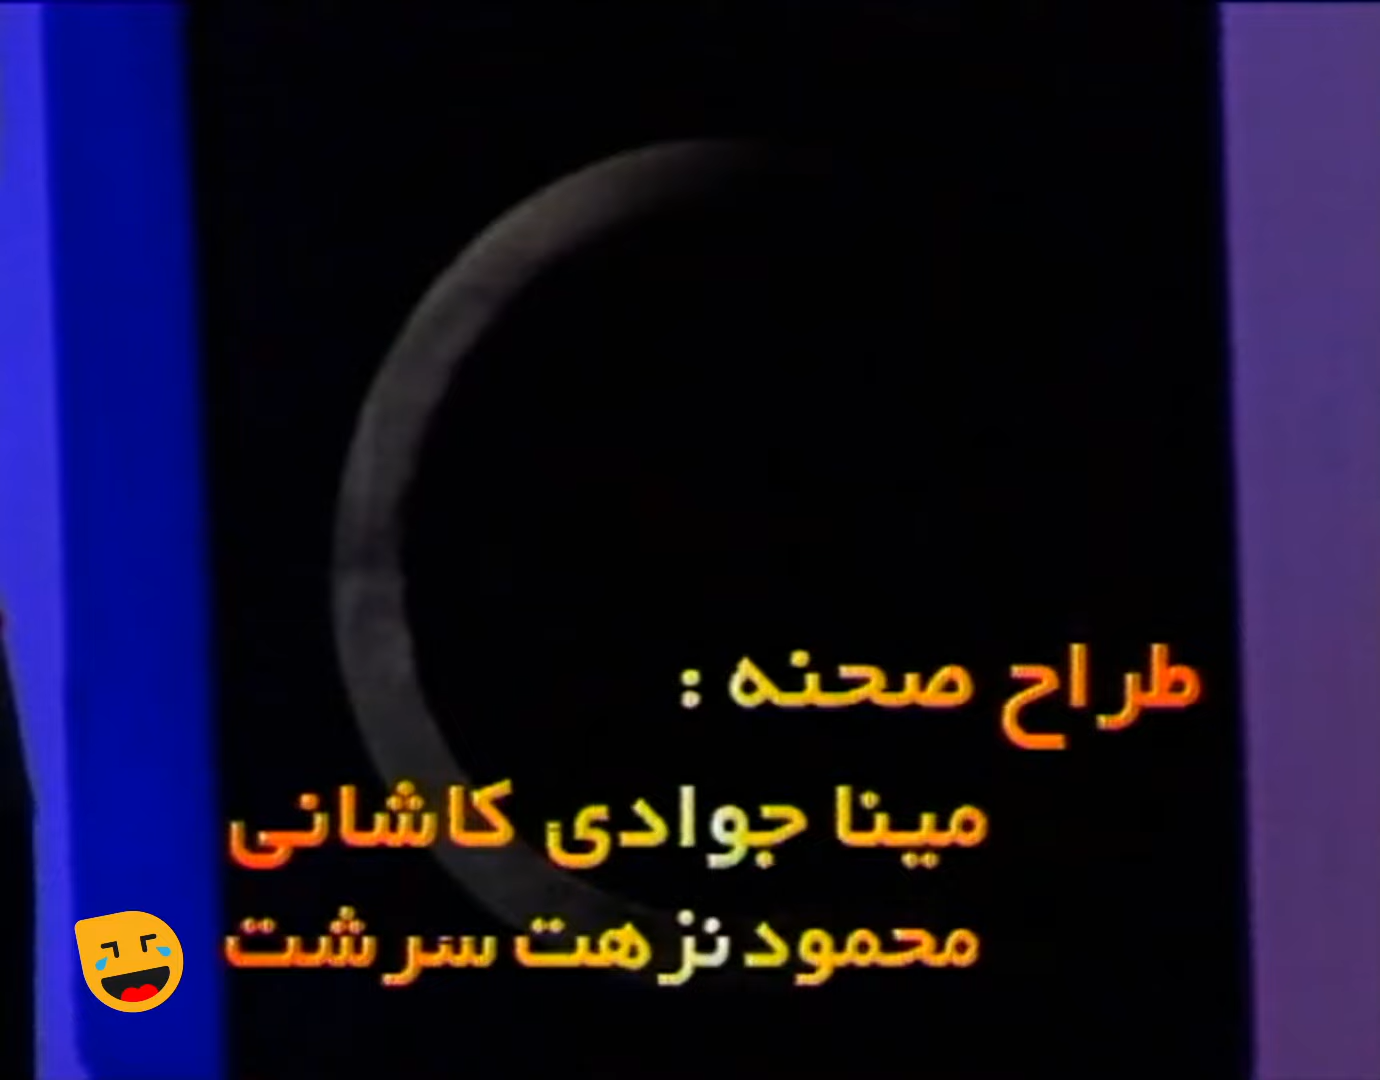 طراح صحنه :
مینا جوادی کاشانی
محمود نزهت سرشت